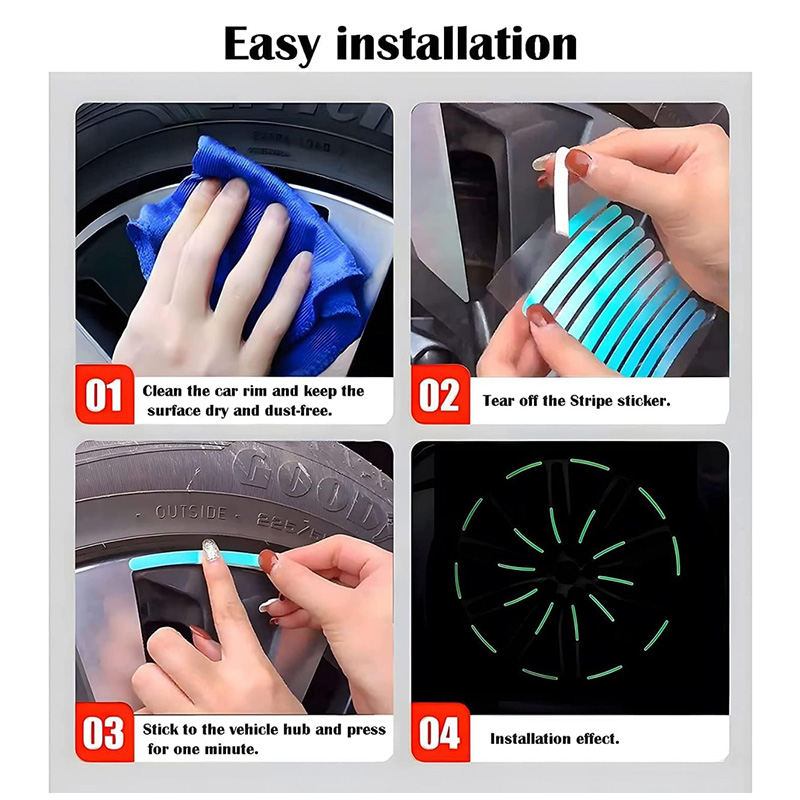 Easy installation
01
Clean the car rim and keep the
surface dry and dust-free.
02
Tear off the Stripe sticker.
GOOD
OUTSIDE
03
Stick to the vehicle hub and press
for one minute.
04
Installation effect.